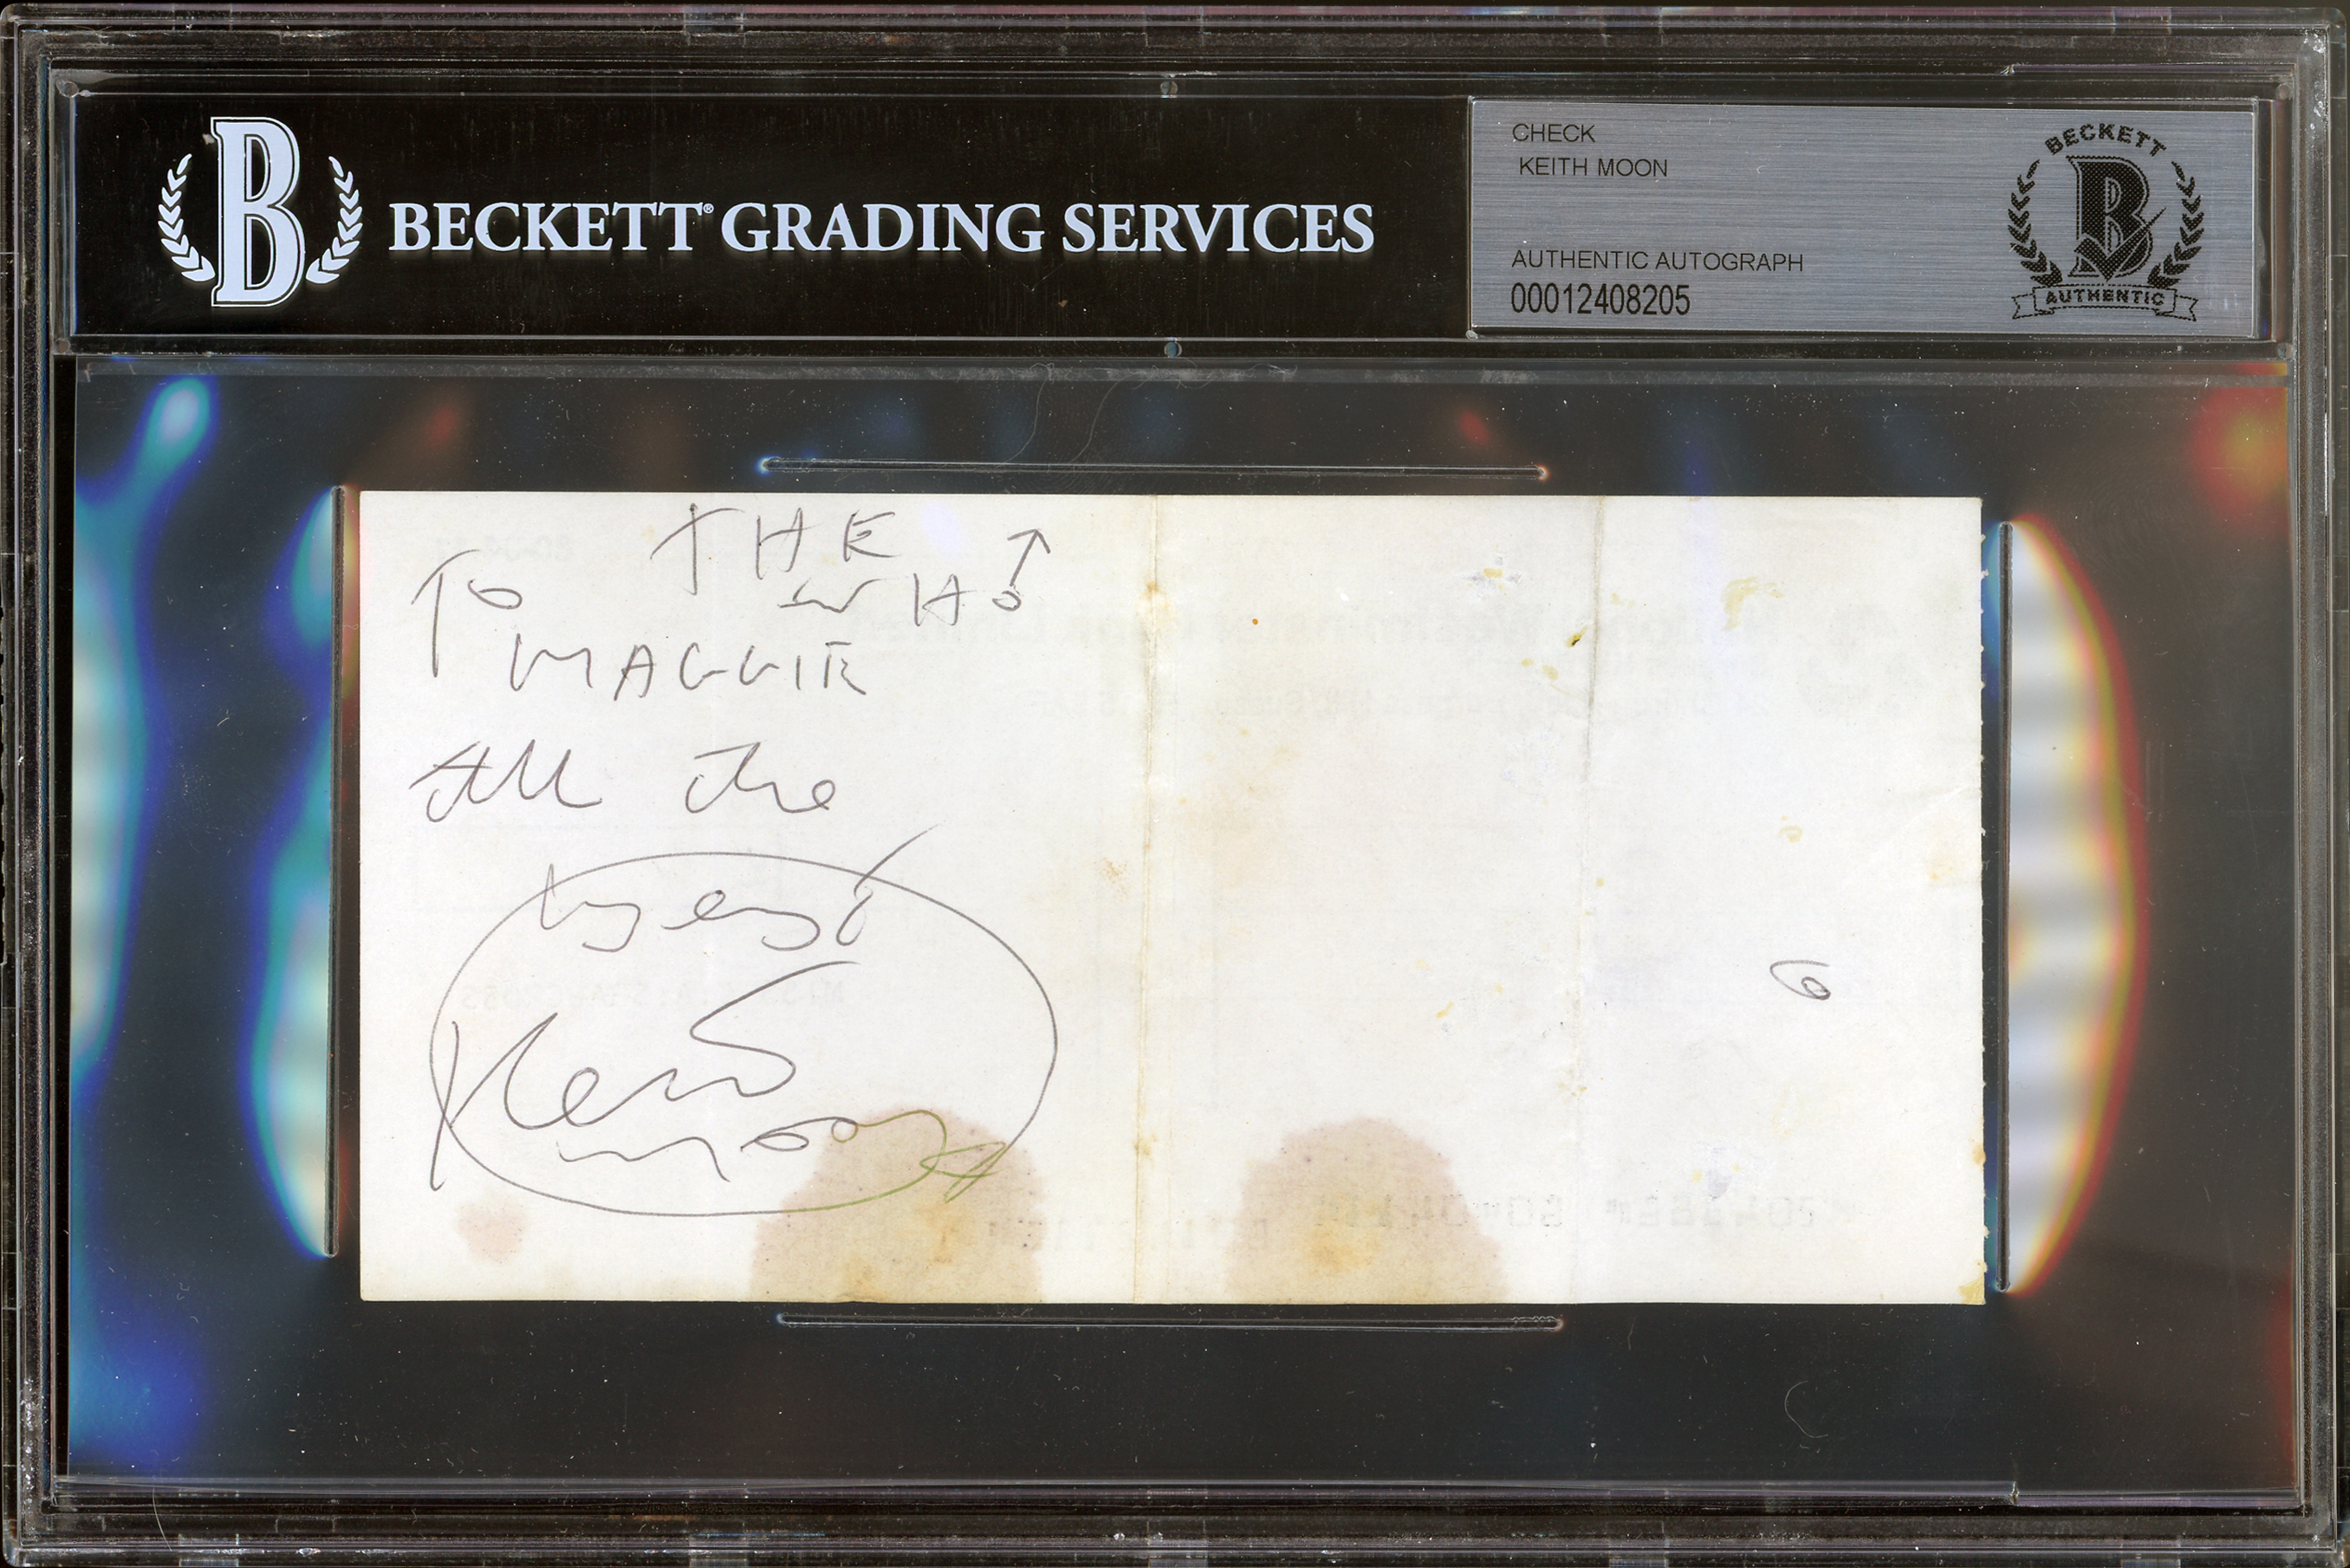 BECKETT® GRADING SERVICES
CHECK
KEITH MOON
AUTHENTIC AUTOGRAPH
00012408205
BECKETT
B
AUTHENTIC
B
THE
WHO
TO
MAGGIE
All the
best
Keith
Moon
6